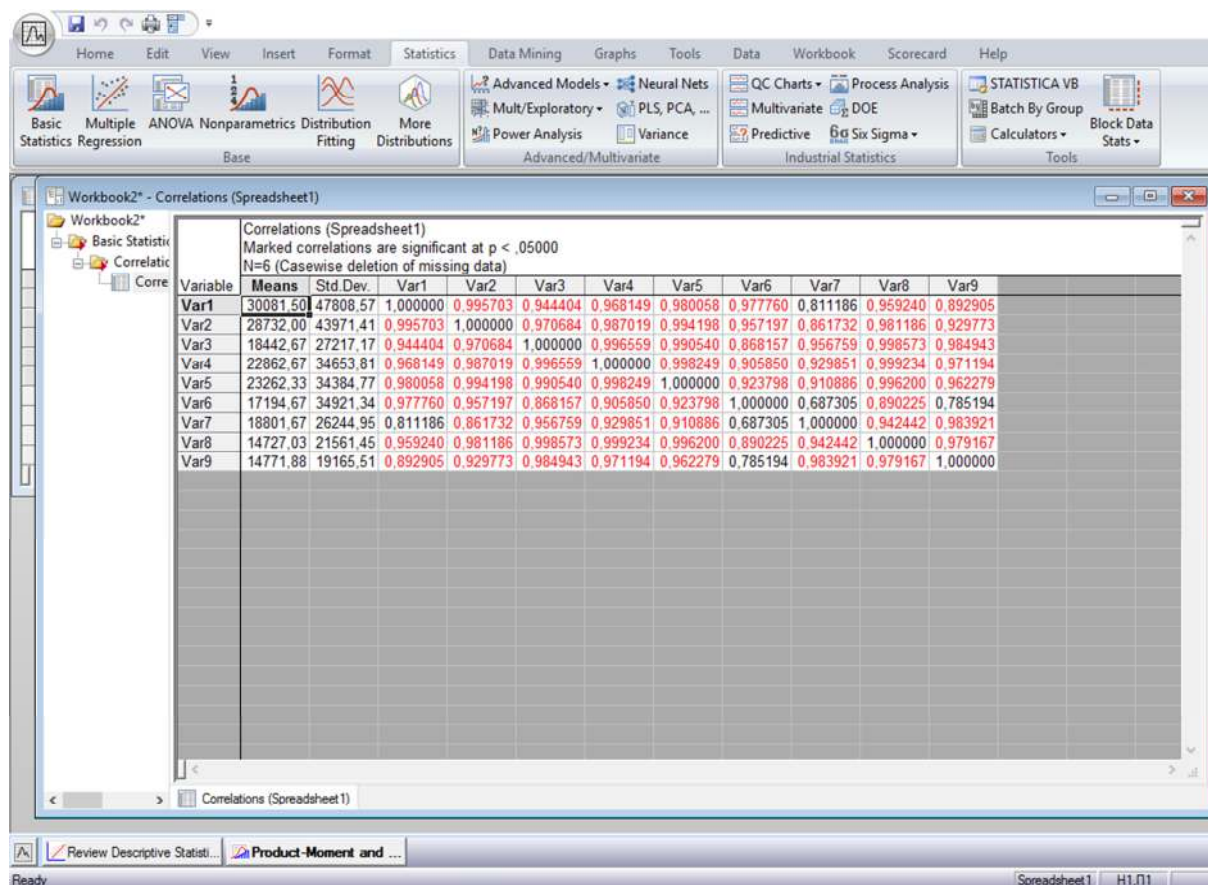 Home Edit View Insert Format Statistics Data Mining Graphs Tools Data Workbook Scorecard Help
Basic Statistics
Multiple Regression
ANOVA
Nonparametrics
Distribution Fitting
More Distributions
Base
Advanced Models
Mult/Exploratory
Power Analysis
Neural Nets
PLS, PCA, ...
Variance
Advanced/Multivariate
QC Charts
Multivariate
Predictive
Process Analysis
DOE
Six Sigma
Industrial Statistics
STATISTICA VB
Batch By Group
Calculators
Block Data Stats
Tools
Workbook2* - Correlations (Spreadsheet1)
Workbook2*
Basic Statistic
Correlatic
Corre
Correlations (Spreadsheet1)
Marked correlations are significant at p < ,05000
N=6 (Casewise deletion of missing data)
Variable Means Std.Dev. Var1 Var2 Var3 Var4 Var5 Var6 Var7 Var8 Var9
Var1 30081,50 47808,57 1,000000 0,995703 0,944404 0,968149 0,980058 0,977760 0,811186 0,959240 0,892905
Var2 28732,00 43971,41 0,995703 1,000000 0,970684 0,987019 0,994198 0,957197 0,861732 0,981186 0,929773
Var3 18442,67 27217,17 0,944404 0,970684 1,000000 0,996559 0,990540 0,868157 0,956759 0,998573 0,984943
Var4 22862,67 34653,81 0,968149 0,987019 0,996559 1,000000 0,998249 0,905850 0,929851 0,999234 0,971194
Var5 23262,33 34384,77 0,980058 0,994198 0,990540 0,998249 1,000000 0,923798 0,910886 0,996200 0,962279
Var6 17194,67 34921,34 0,977760 0,957197 0,868157 0,905850 0,923798 1,000000 0,687305 0,890225 0,785194
Var7 18801,67 26244,95 0,811186 0,861732 0,956759 0,929851 0,910886 0,687305 1,000000 0,942442 0,983921
Var8 14727,03 21561,45 0,959240 0,981186 0,998573 0,999234 0,996200 0,890225 0,942442 1,000000 0,979167
Var9 14771,88 19165,51 0,892905 0,929773 0,984943 0,971194 0,962279 0,785194 0,983921 0,979167 1,000000
Correlations (Spreadsheet1)
Review Descriptive Statisti... Product-Moment and ...
Ready Spreadsheet1 Н1,П1